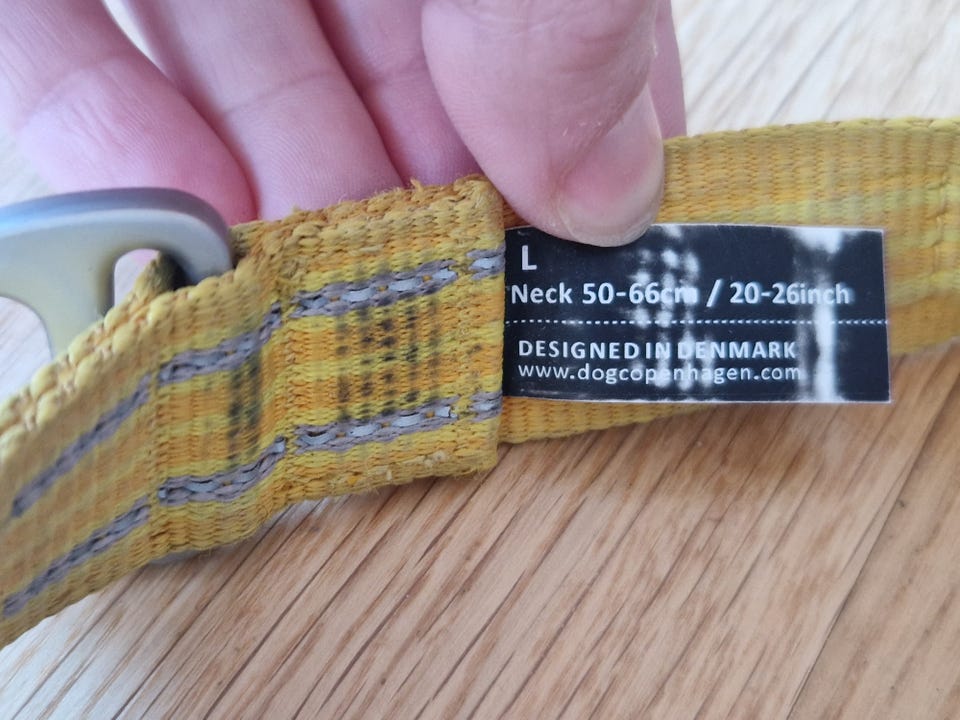 L
Neck 50-66cm / 20-26inch
DESIGNED IN DENMARK
www.dogcopenhagen.com